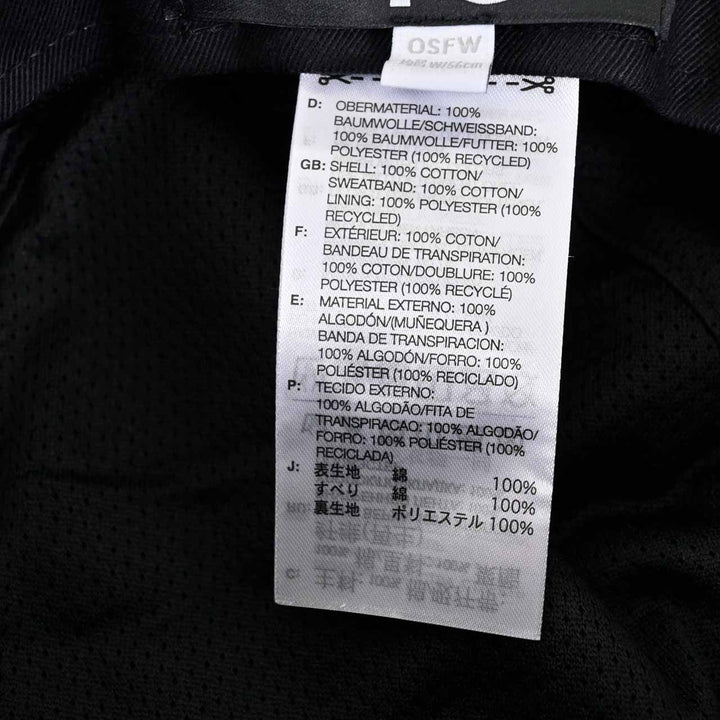 OSFW
D: OBERMATERIAL: 100%
BAUMWOLLE/SCHWEISSBAND:
100% BAUMWOLLE/FUTTER: 100%
POLYESTER (100% RECYCLED)
GB: SHELL: 100% COTTON/
SWEATBAND: 100% COTTON/
LINING: 100% POLYESTER (100%
RECYCLED)
F: EXTÉRIEUR: 100% COTON/
BANDEAU DE TRANSPIRATION:
100% COTON/DOUBLURE: 100%
POLYESTER (100% RECYCLÉ)
E: MATERIAL EXTERNO: 100%
ALGODÓN/(MUÑEQUERA )
BANDA DE TRANSPIRACION:
100% ALGODÓN/FORRO: 100%
POLIÉSTER (100% RECICLADO)
P: TECIDO EXTERNO:
100% ALGODÃO/FITA DE
TRANSPIRACAO: 100% ALGODÃO/
FORRO: 100% POLIÉSTER (100%
RECICLADA)
J: 表生地 綿 100%
すべり 綿 100%
裏生地 ポリエステル 100%